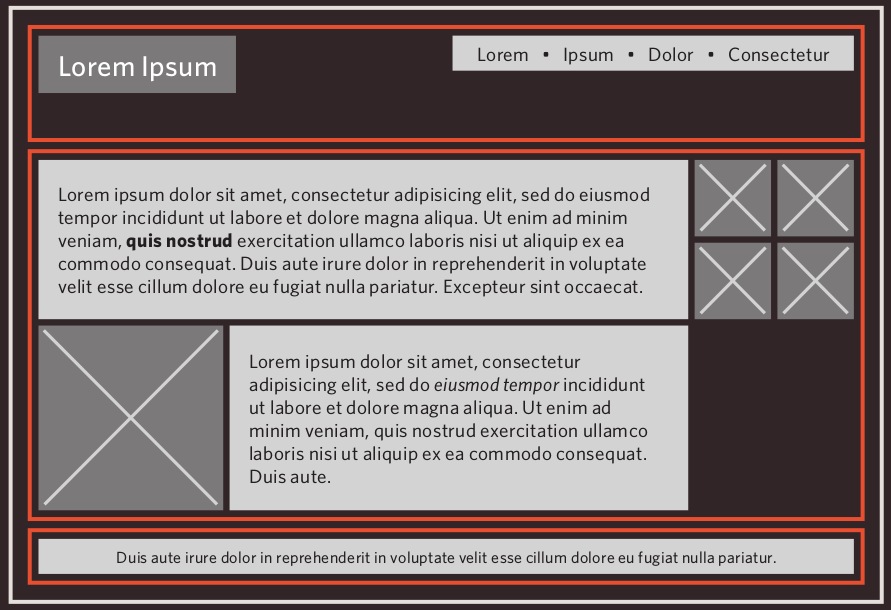 Lorem Ipsum
Lorem • Ipsum • Dolor • Consectetur
Lorem ipsum dolor sit amet, consectetur adipisicing elit, sed do eiusmod
tempor incididunt ut labore et dolore magna aliqua. Ut enim ad minim
veniam, quis nostrud exercitation ullamco laboris nisi ut aliquip ex ea
commodo consequat. Duis aute irure dolor in reprehenderit in voluptate
velit esse cillum dolore eu fugiat nulla pariatur. Excepteur sint occaecat.
Lorem ipsum dolor sit amet, consectetur
adipisicing elit, sed do eiusmod tempor incididunt
ut labore et dolore magna aliqua. Ut enim ad
minim veniam, quis nostrud exercitation ullamco
laboris nisi ut aliquip ex ea commodo consequat.
Duis aute.
Duis aute irure dolor in reprehenderit in voluptate velit esse cillum dolore eu fugiat nulla pariatur.